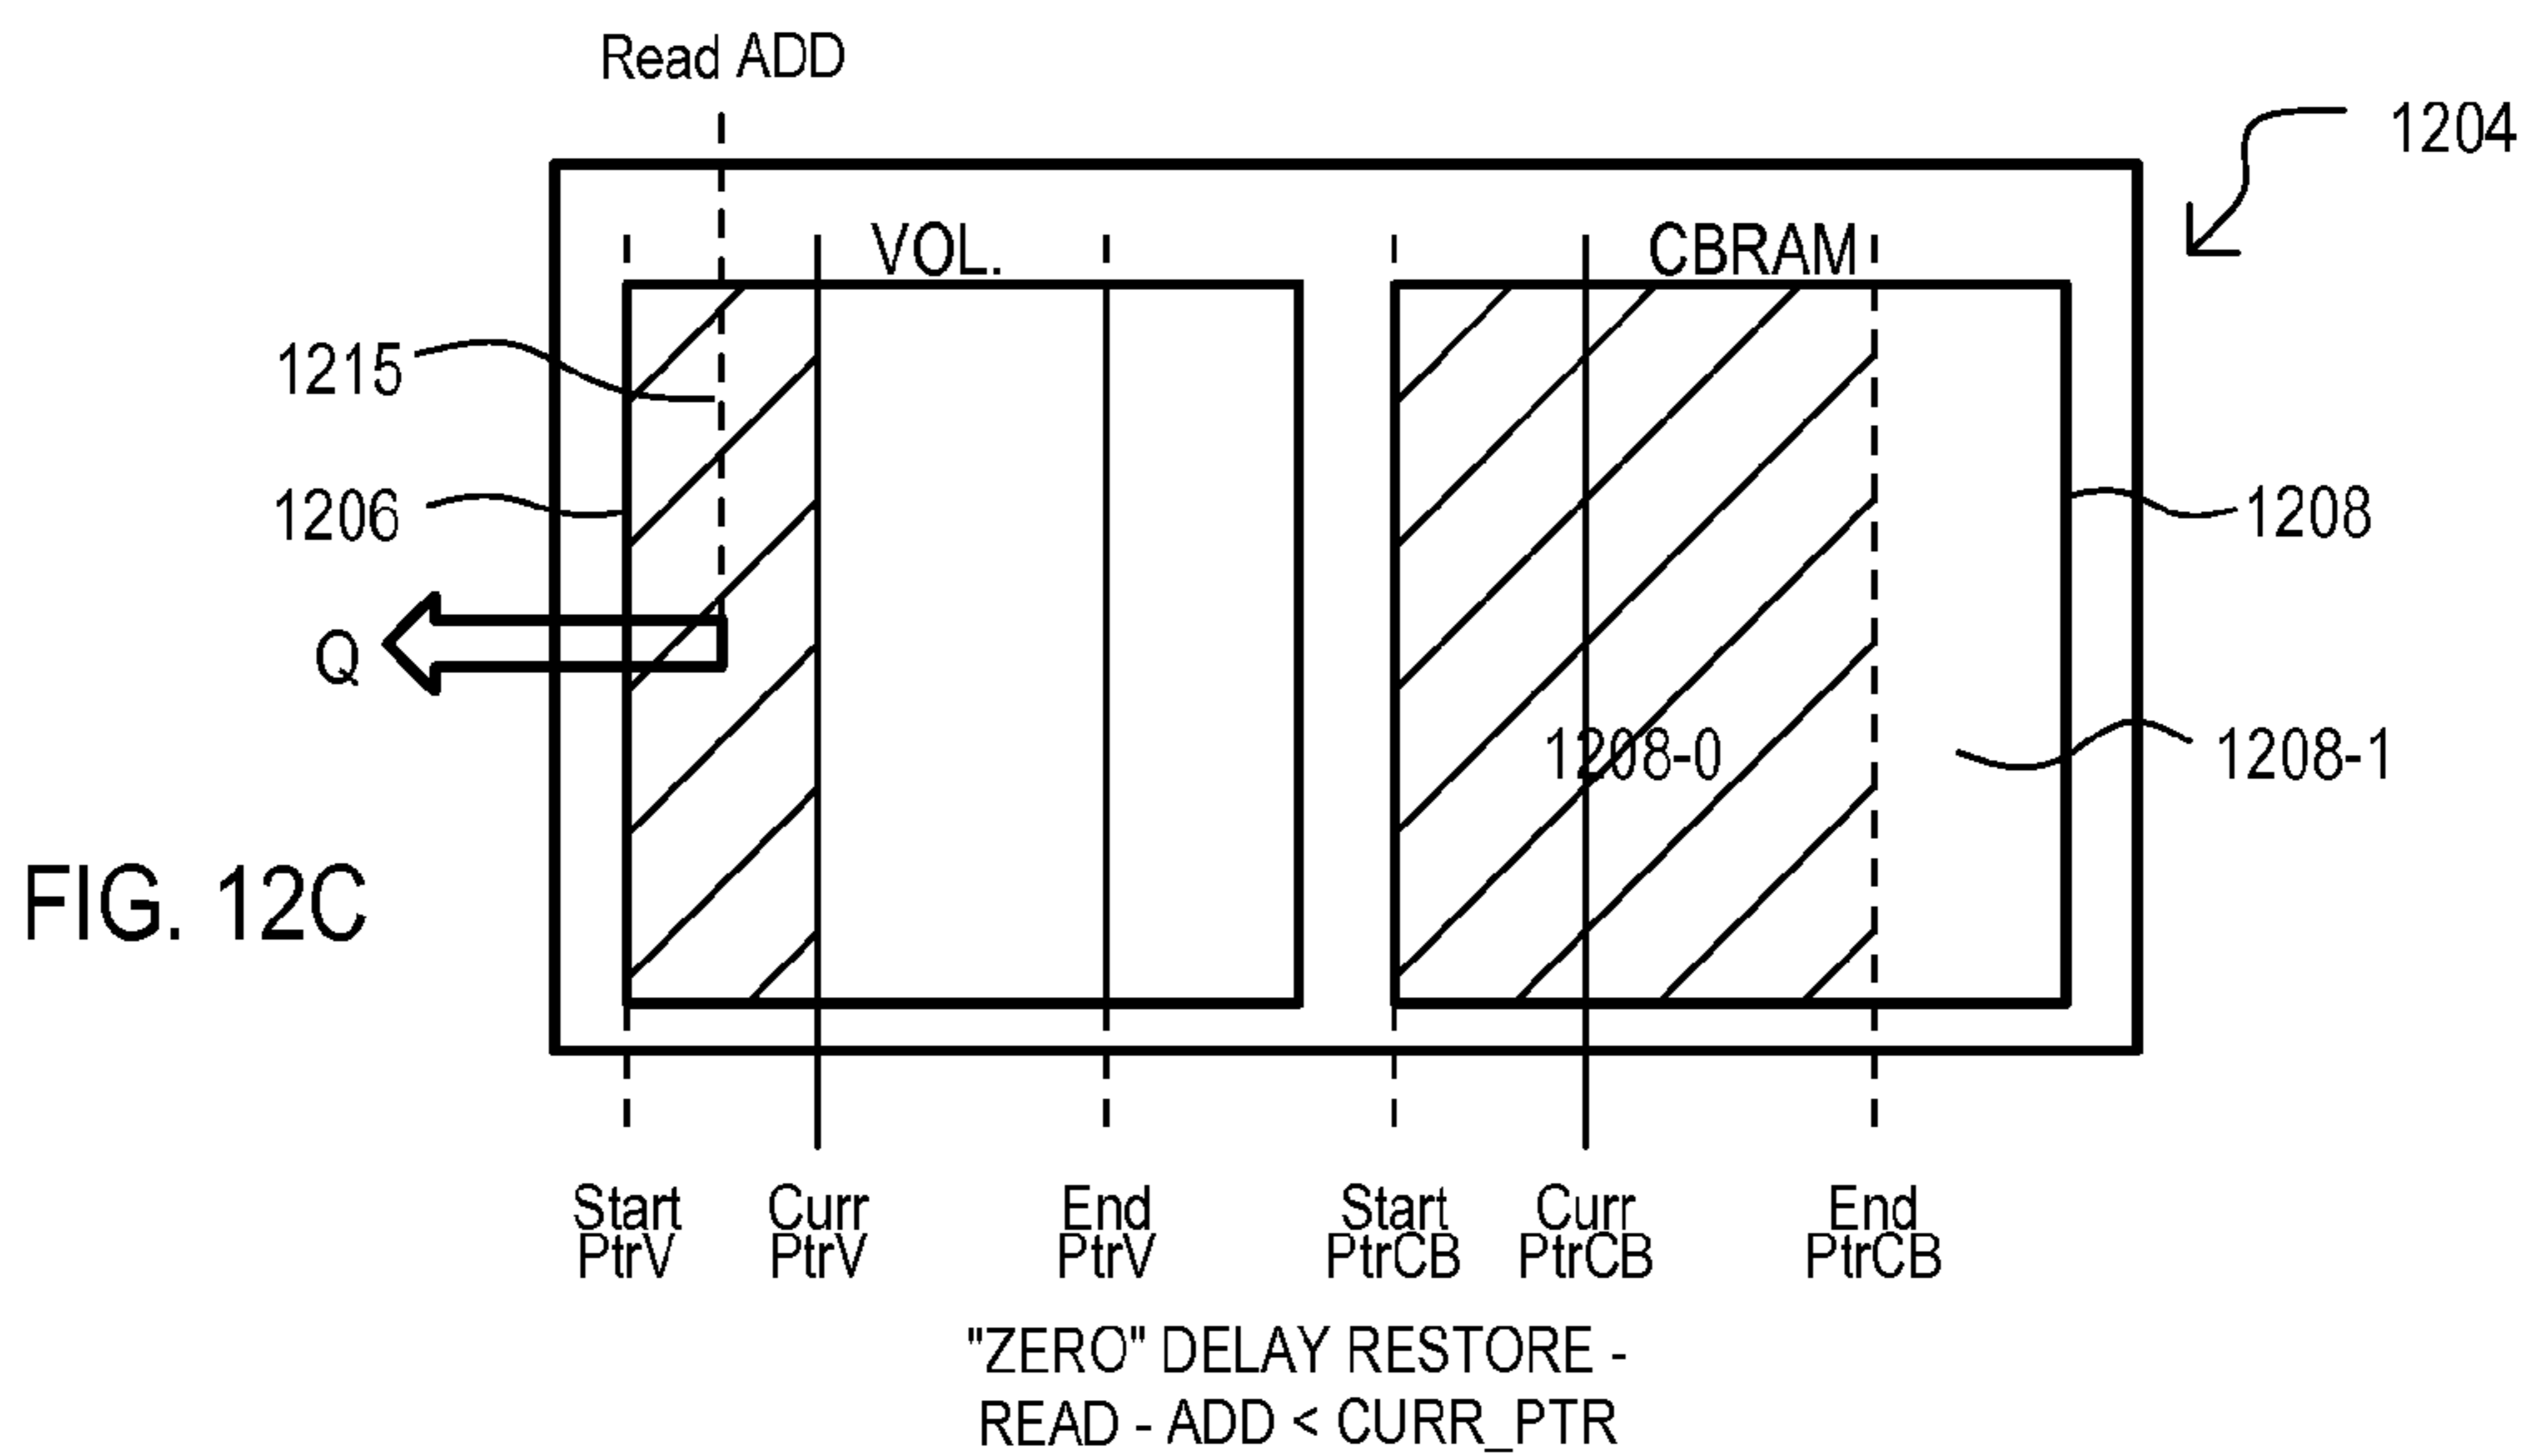 Read ADD
1204
VOL.
CBRAM
1215
1206
1208
Q
1208-0
1208-1
FIG. 12C
Start PtrV
Curr PtrV
End PtrV
Start PtrCB
Curr PtrCB
End PtrCB
"ZERO" DELAY RESTORE -
READ - ADD < CURR_PTR